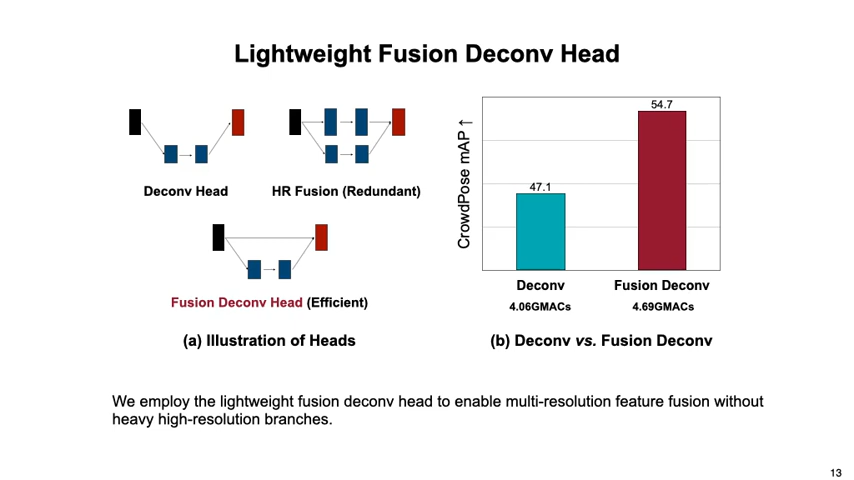 Lightweight Fusion Deconv Head
Deconv Head
HR Fusion (Redundant)
Fusion Deconv Head (Efficient)
(a) Illustration of Heads
CrowdPose mAP ↑
47.1
54.7
Deconv
4.06GMACs
Fusion Deconv
4.69GMACs
(b) Deconv vs. Fusion Deconv
We employ the lightweight fusion deconv head to enable multi-resolution feature fusion without
heavy high-resolution branches.
13